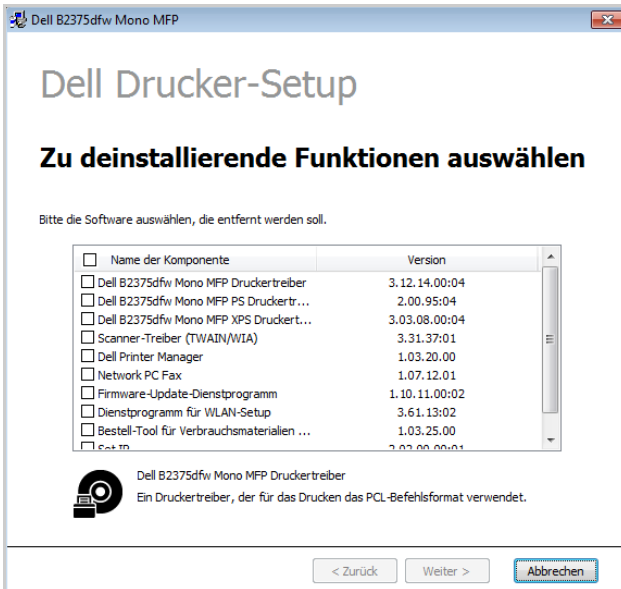 Dell B2375dfw Mono MFP
Dell Drucker-Setup
Zu deinstallierende Funktionen auswählen
Bitte die Software auswählen, die entfernt werden soll.
Name der Komponente Version
Dell B2375dfw Mono MFP Druckertreiber 3.12.14.00:04
Dell B2375dfw Mono MFP PS Druckertr... 2.00.95:04
Dell B2375dfw Mono MFP XPS Druckert... 3.03.08.00:04
Scanner-Treiber (TWAIN/WIA) 3.31.37:01
Dell Printer Manager 1.03.20.00
Network PC Fax 1.07.12.01
Firmware-Update-Dienstprogramm 1.10.11.00:02
Dienstprogramm für WLAN-Setup 3.61.13:02
Bestell-Tool für Verbrauchsmaterialien ... 1.03.25.00
Set IP
Dell B2375dfw Mono MFP Druckertreiber
Ein Druckertreiber, der für das Drucken das PCL-Befehlsformat verwendet.
< Zurück Weiter > Abbrechen